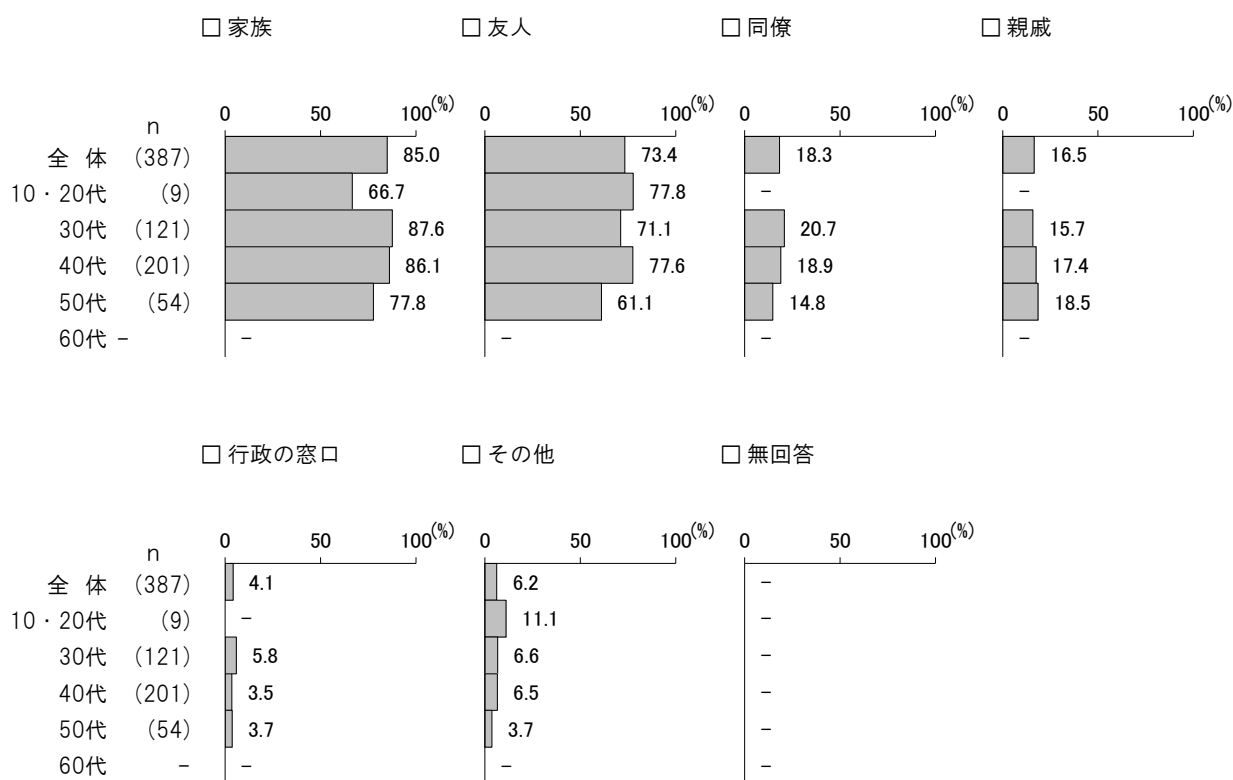 □ 家族 □ 友人 □ 同僚 □ 親戚
0 50 100(%) 0 50 100(%) 0 50 100(%) 0 50 100(%)
n
全 体 (387) 85.0 73.4 18.3 16.5
10・20代 (9) 66.7 77.8 – –
30代 (121) 87.6 71.1 20.7 15.7
40代 (201) 86.1 77.6 18.9 17.4
50代 (54) 77.8 61.1 14.8 18.5
60代 – – – – –
□ 行政の窓口 □ その他 □ 無回答
0 50 100(%) 0 50 100(%) 0 50 100(%)
n
全 体 (387) 4.1 6.2 –
10・20代 (9) – 11.1 –
30代 (121) 5.8 6.6 –
40代 (201) 3.5 6.5 –
50代 (54) 3.7 3.7 –
60代 – – – –